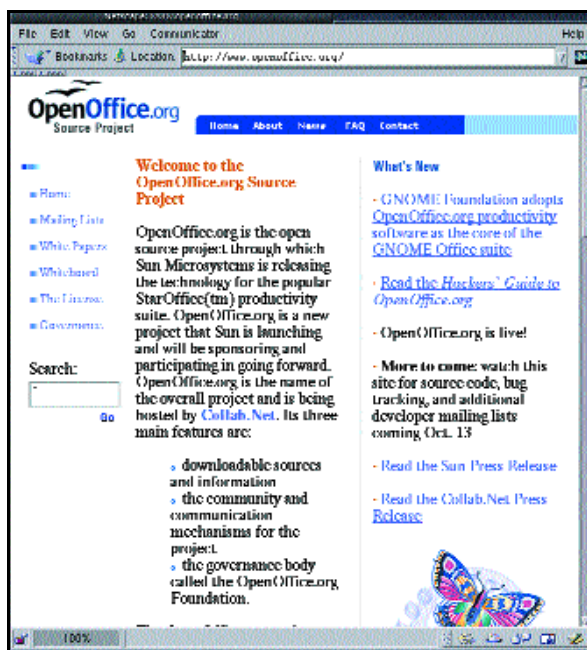 File Edit View Go Communicator Help
Bookmarks Location: http://www.openoffice.org/
OpenOffice.org
Source Project
Home About News FAQ Contact
Home
Mailing Lists
White Papers
Whiteboard
The License
Governance
Search:
Go
Welcome to the
OpenOffice.org Source
Project
OpenOffice.org is the open
source project through which
Sun Microsystems is releasing
the technology for the popular
StarOffice(tm) productivity
suite. OpenOffice.org is a new
project that Sun is launching
and will be sponsoring and
participating in going forward.
OpenOffice.org is the name of
the overall project and is being
hosted by Collab.Net. Its three
main features are:
downloadable sources
and information
the community and
communication
mechanisms for the
project
the governance body
called the OpenOffice.org
Foundation.
What's New
- GNOME Foundation adopts
OpenOffice.org productivity
software as the core of the
GNOME Office suite
- Read the Hackers' Guide to
OpenOffice.org
- OpenOffice.org is live!
- More to come: watch this
site for source code, bug
tracking, and additional
developer mailing lists
coming Oct. 13
- Read the Sun Press Release
- Read the Collab.Net Press
Release
100%